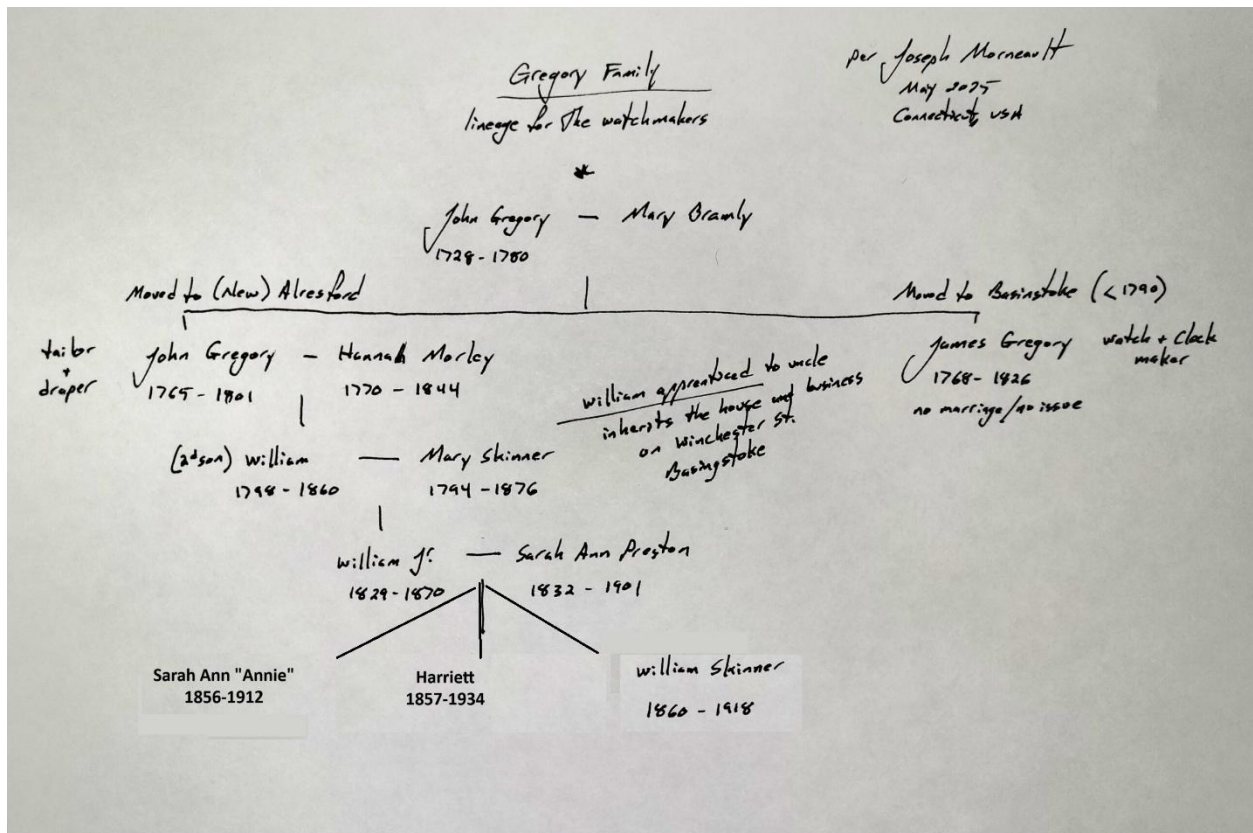 Gregory Family
lineage for the watchmakers
per Joseph Morneault
May 2025
Connecticut, USA
*
John Gregory — Mary Bramly
1728 - 1780
Moved to (New) Alresford
Moved to Basinstoke (<1790)
tailor
+
draper
John Gregory — Hannah Morley
1765 - 1801 1770 - 1844
James Gregory watch + clock
maker
1768 - 1826
no marriage/no issue
william apprenticed to uncle
inherits the house and business
on Winchester St.
Basingstoke
(2d son) William — Mary Skinner
1798 - 1860 1794 - 1876
William Jr. — Sarah Ann Preston
1829 - 1870 1832 - 1901
Sarah Ann "Annie"
1856-1912
Harriett
1857-1934
William Skinner
1860 - 1918